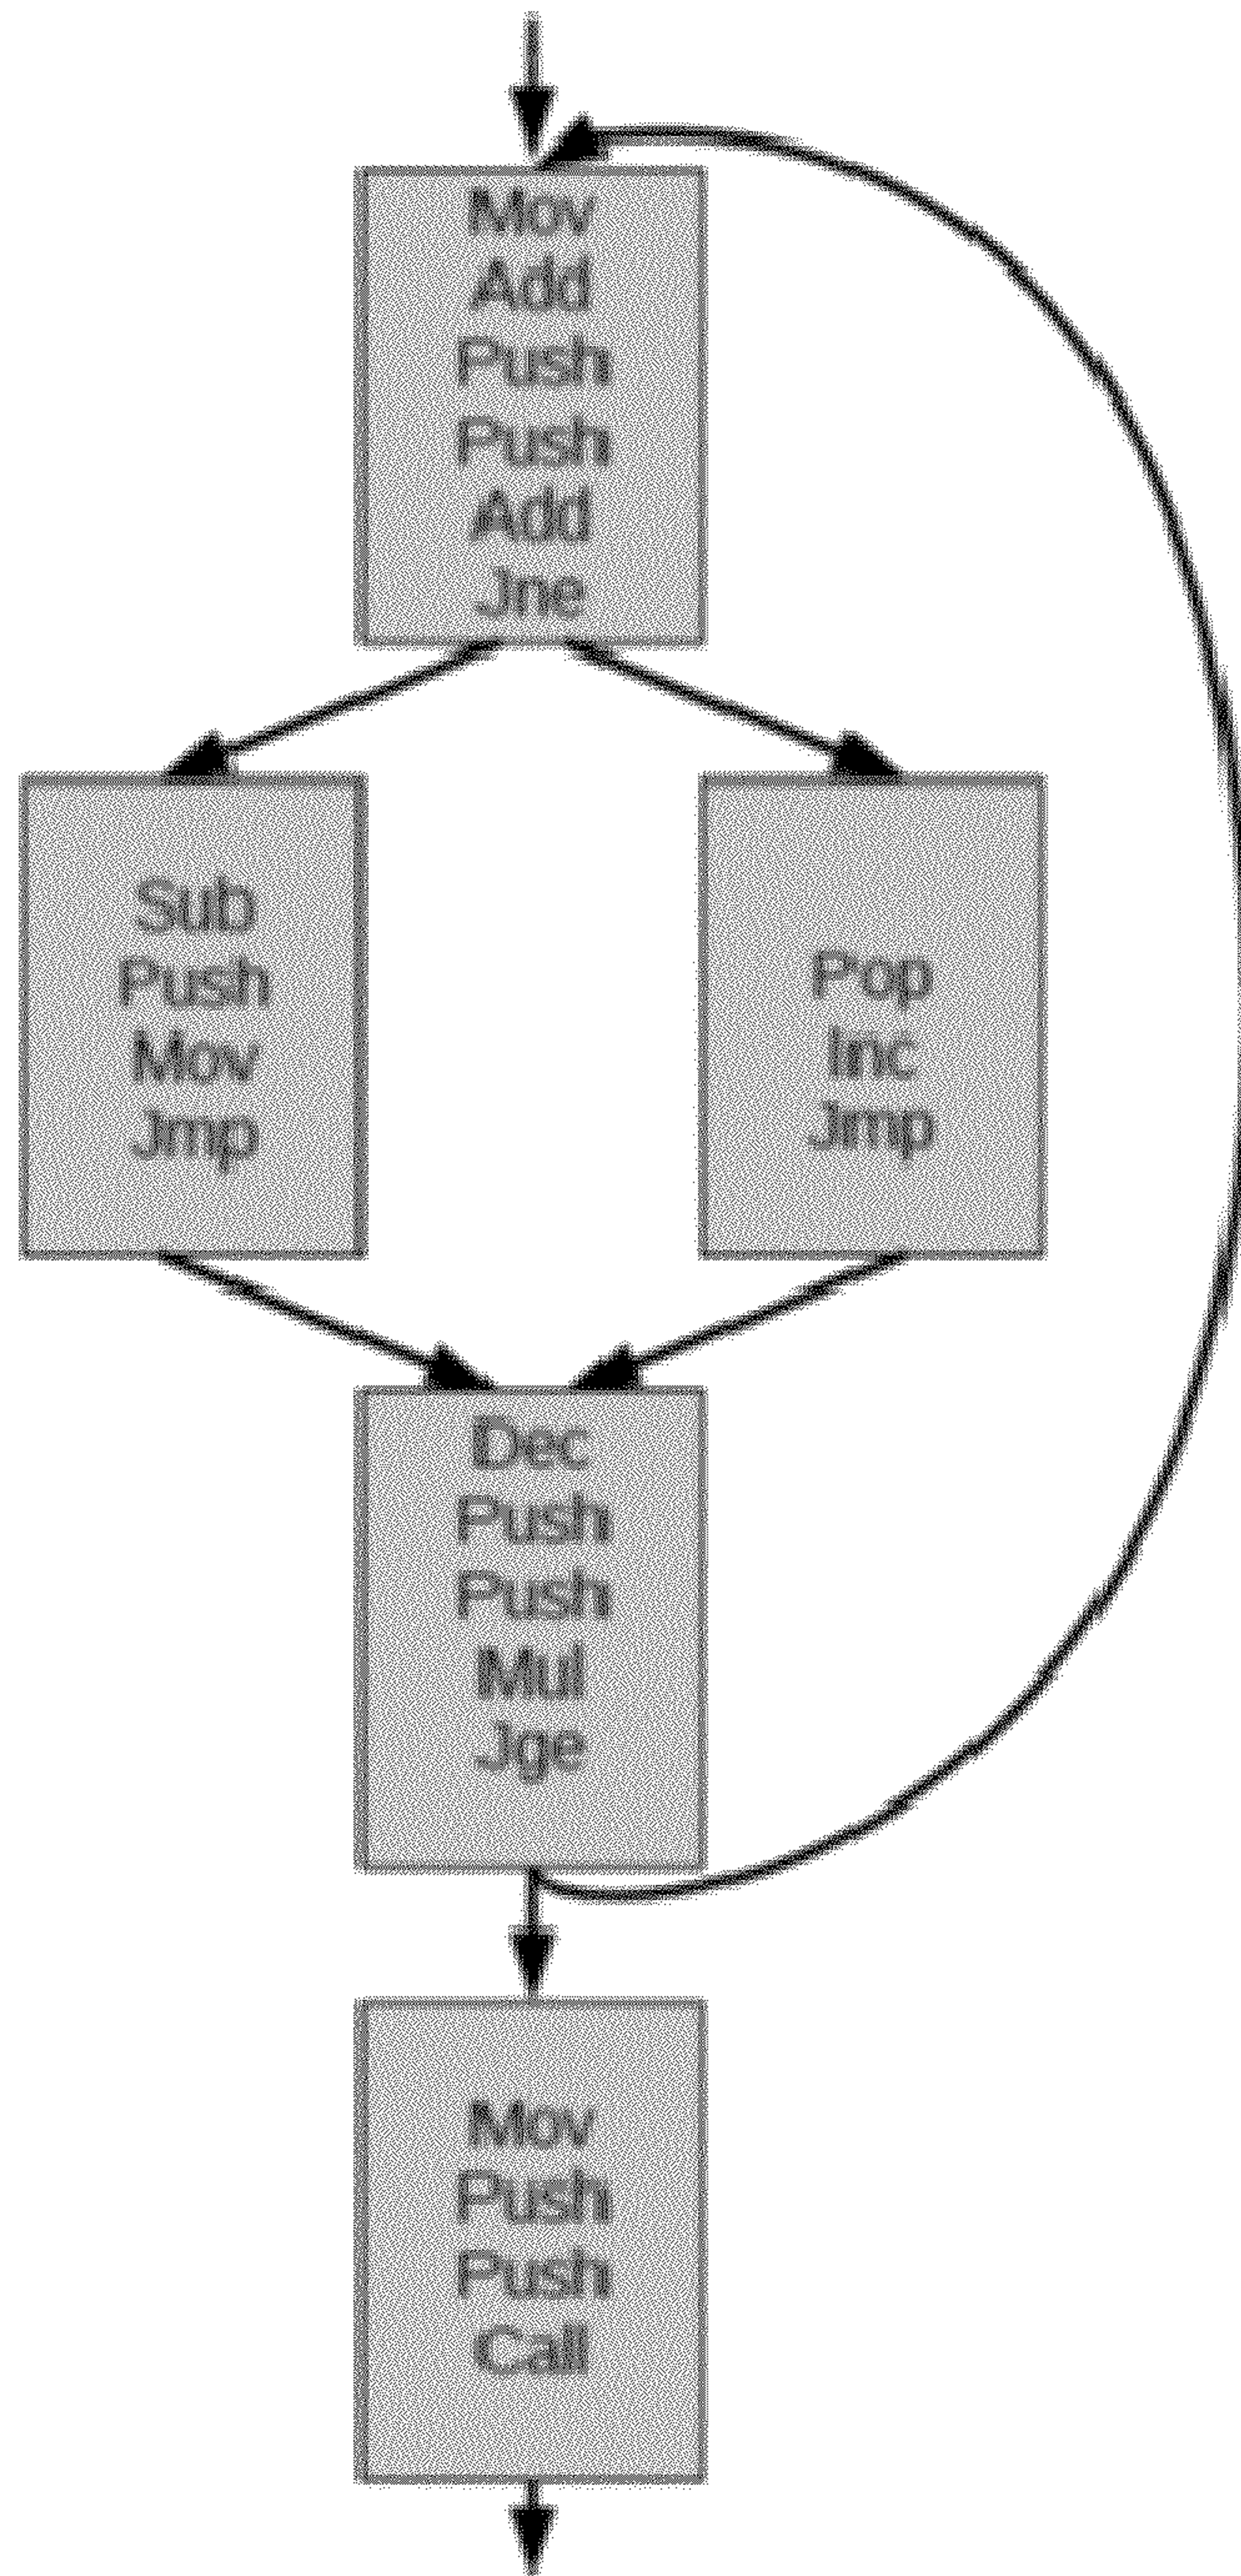 Mov
Add
Push
Push
Add
Jne
Sub
Push
Mov
Jmp
Pop
Inc
Jmp
Dec
Push
Push
Mul
Jge
Mov
Push
Push
Call